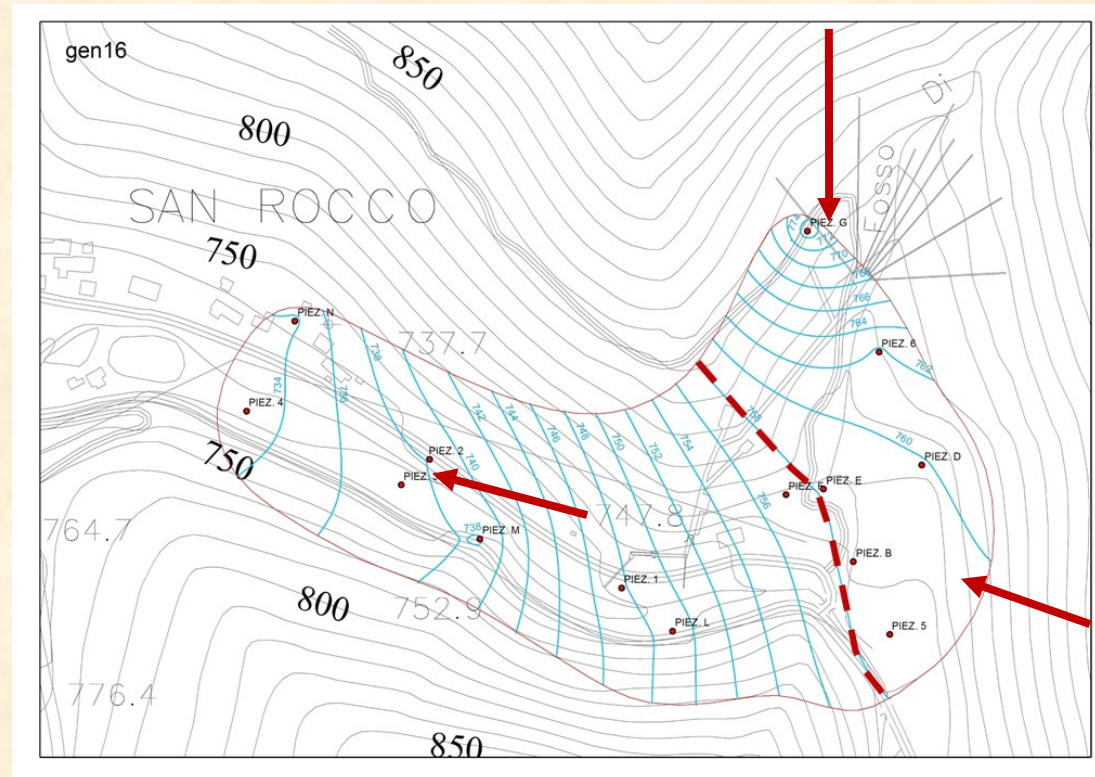 gen16
850
800
Di
SAN ROCCO
Fosso
750
774
PIEZ. G
772
770
768
766
764
PIEZ. N
737.7
738
PIEZ. 6
762
734
736
PIEZ. 4
742
744
746
748
750
752
754
758
760
750
PIEZ. 2
740
PIEZ. D
756
PIEZ. E
747.8
764.7
738
PIEZ. M
PIEZ. B
PIEZ. 1
800
752.9
PIEZ. L
PIEZ. 5
776.4
850